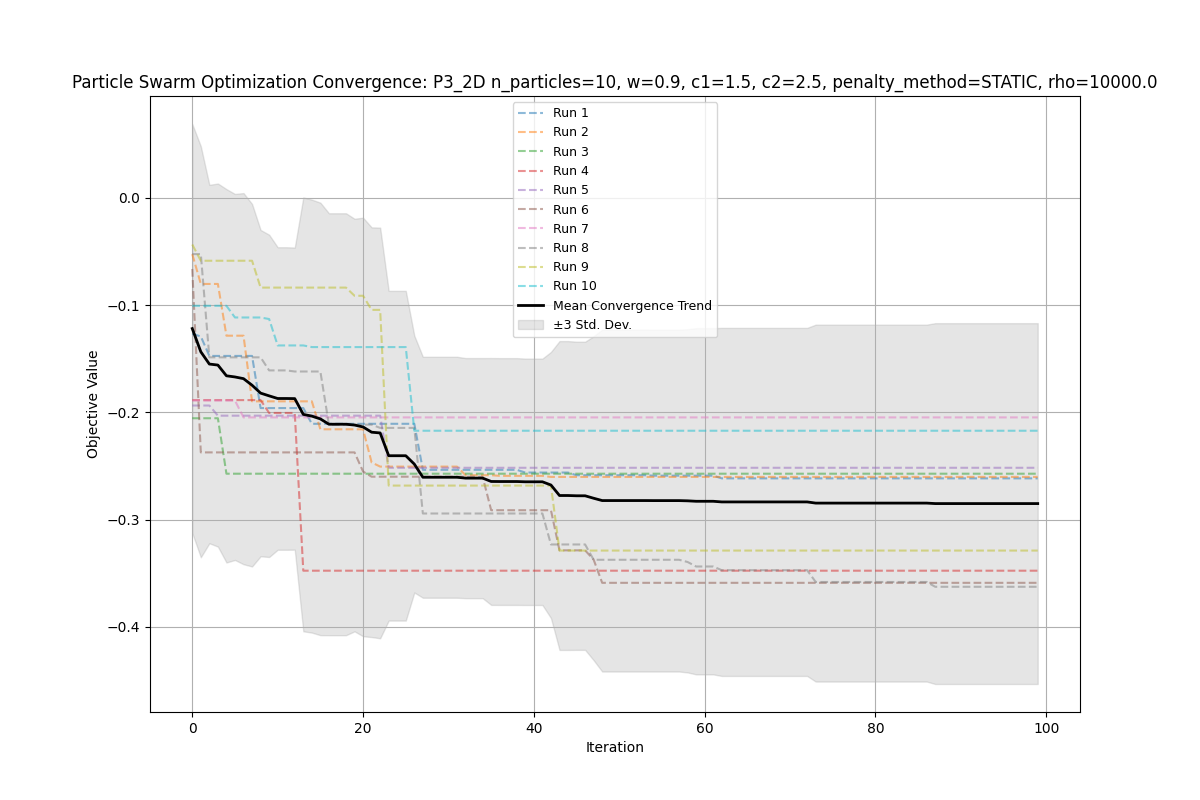 Particle Swarm Optimization Convergence: P3_2D n_particles=10, w=0.9, c1=1.5, c2=2.5, penalty_method=STATIC, rho=10000.0
Run 1
Run 2
Run 3
Run 4
Run 5
Run 6
Run 7
Run 8
Run 9
Run 10
Mean Convergence Trend
±3 Std. Dev.
Objective Value
0.0
−0.1
−0.2
−0.3
−0.4
0 20 40 60 80 100
Iteration